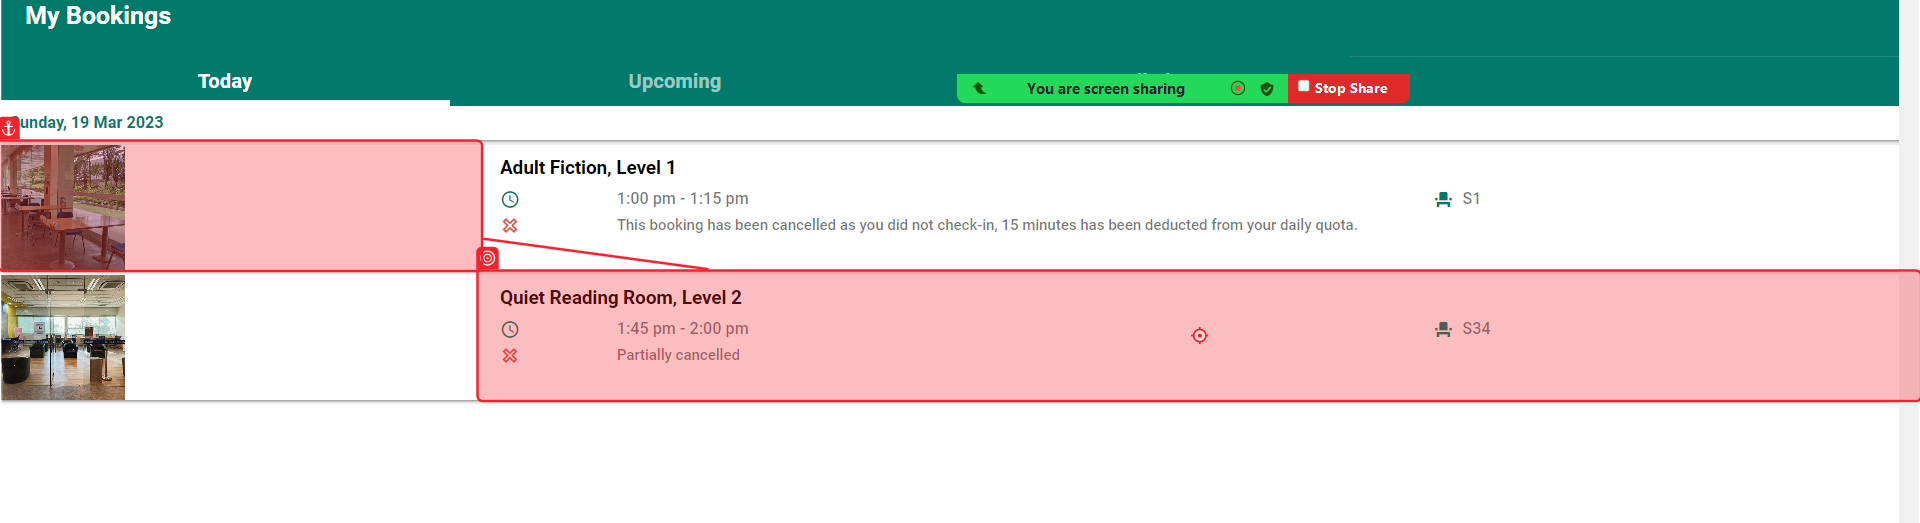 My Bookings
Today
Upcoming
You are screen sharing
Stop Share
unday, 19 Mar 2023
Adult Fiction, Level 1
1:00 pm - 1:15 pm
S1
This booking has been cancelled as you did not check-in, 15 minutes has been deducted from your daily quota.
Quiet Reading Room, Level 2
1:45 pm - 2:00 pm
S34
Partially cancelled